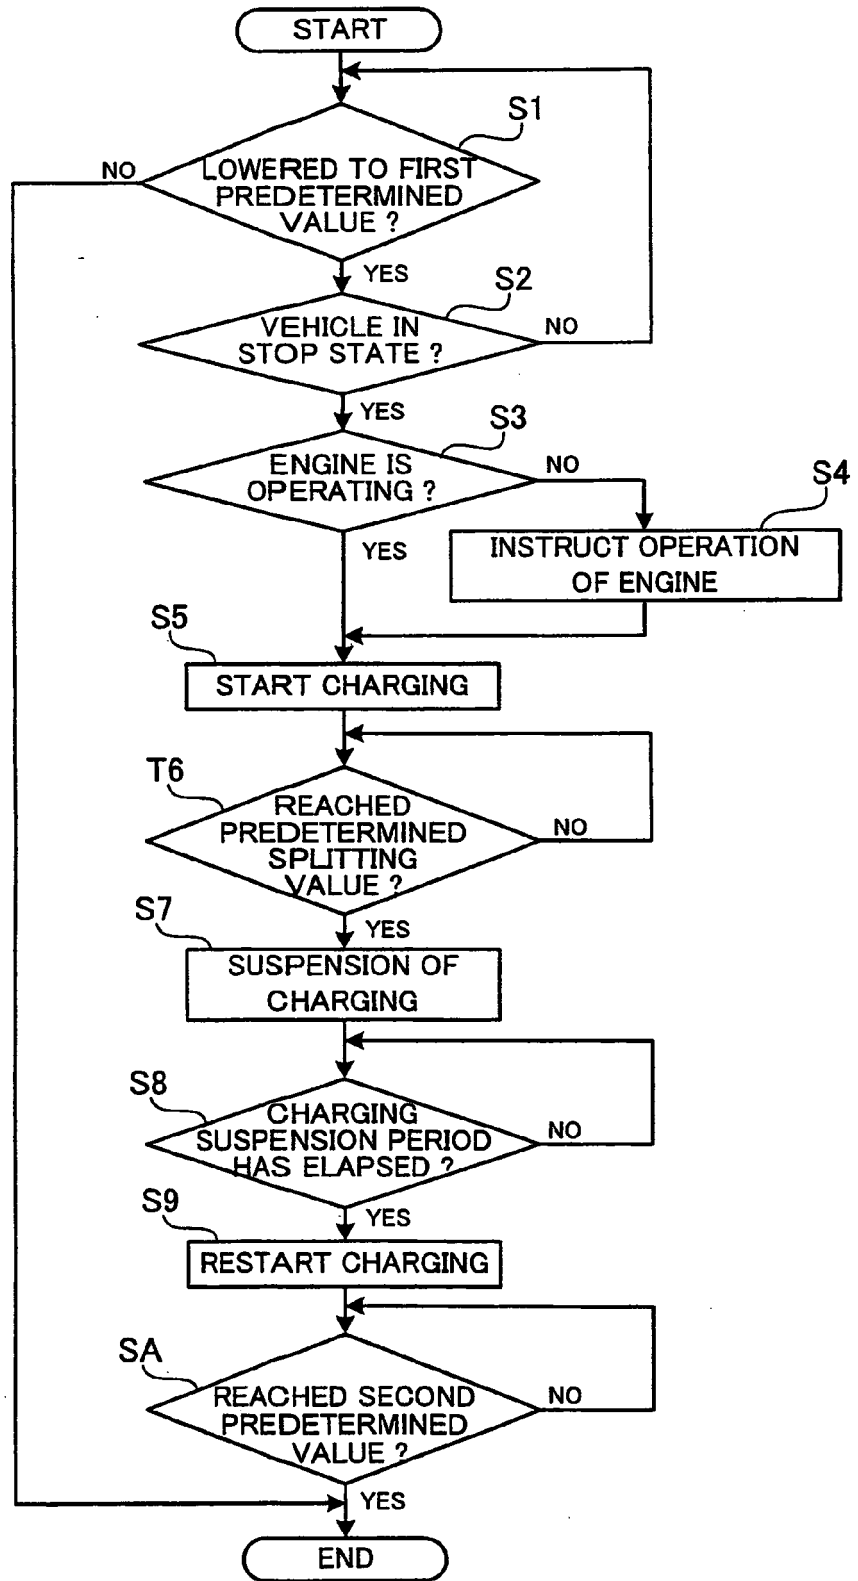 START
S1
NO
LOWERED TO FIRST
PREDETERMINED
VALUE ?
YES
S2
VEHICLE IN
STOP STATE ?
NO
YES
S3
ENGINE IS
OPERATING ?
NO
S4
YES
INSTRUCT OPERATION
OF ENGINE
S5
START CHARGING
T6
REACHED
PREDETERMINED
SPLITTING
VALUE ?
NO
YES
S7
SUSPENSION OF
CHARGING
S8
CHARGING
SUSPENSION PERIOD
HAS ELAPSED ?
NO
YES
S9
RESTART CHARGING
SA
REACHED SECOND
PREDETERMINED
VALUE ?
NO
YES
END